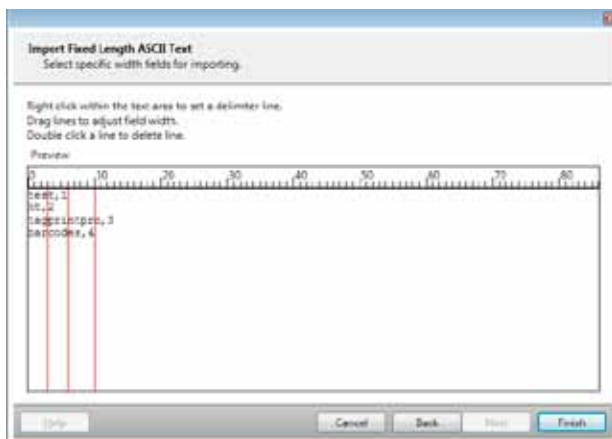 Import Fixed Length ASCII Text
Select specific width fields for importing.
Right click within the text area to set a delimiter line.
Drag lines to adjust field width.
Double click a line to delete line.
Preview
0 10 20 30 40 50 60 70 80
test,1
ht,2
tagprintpro,3
barcodes,4
Help Cancel Back Next Finish